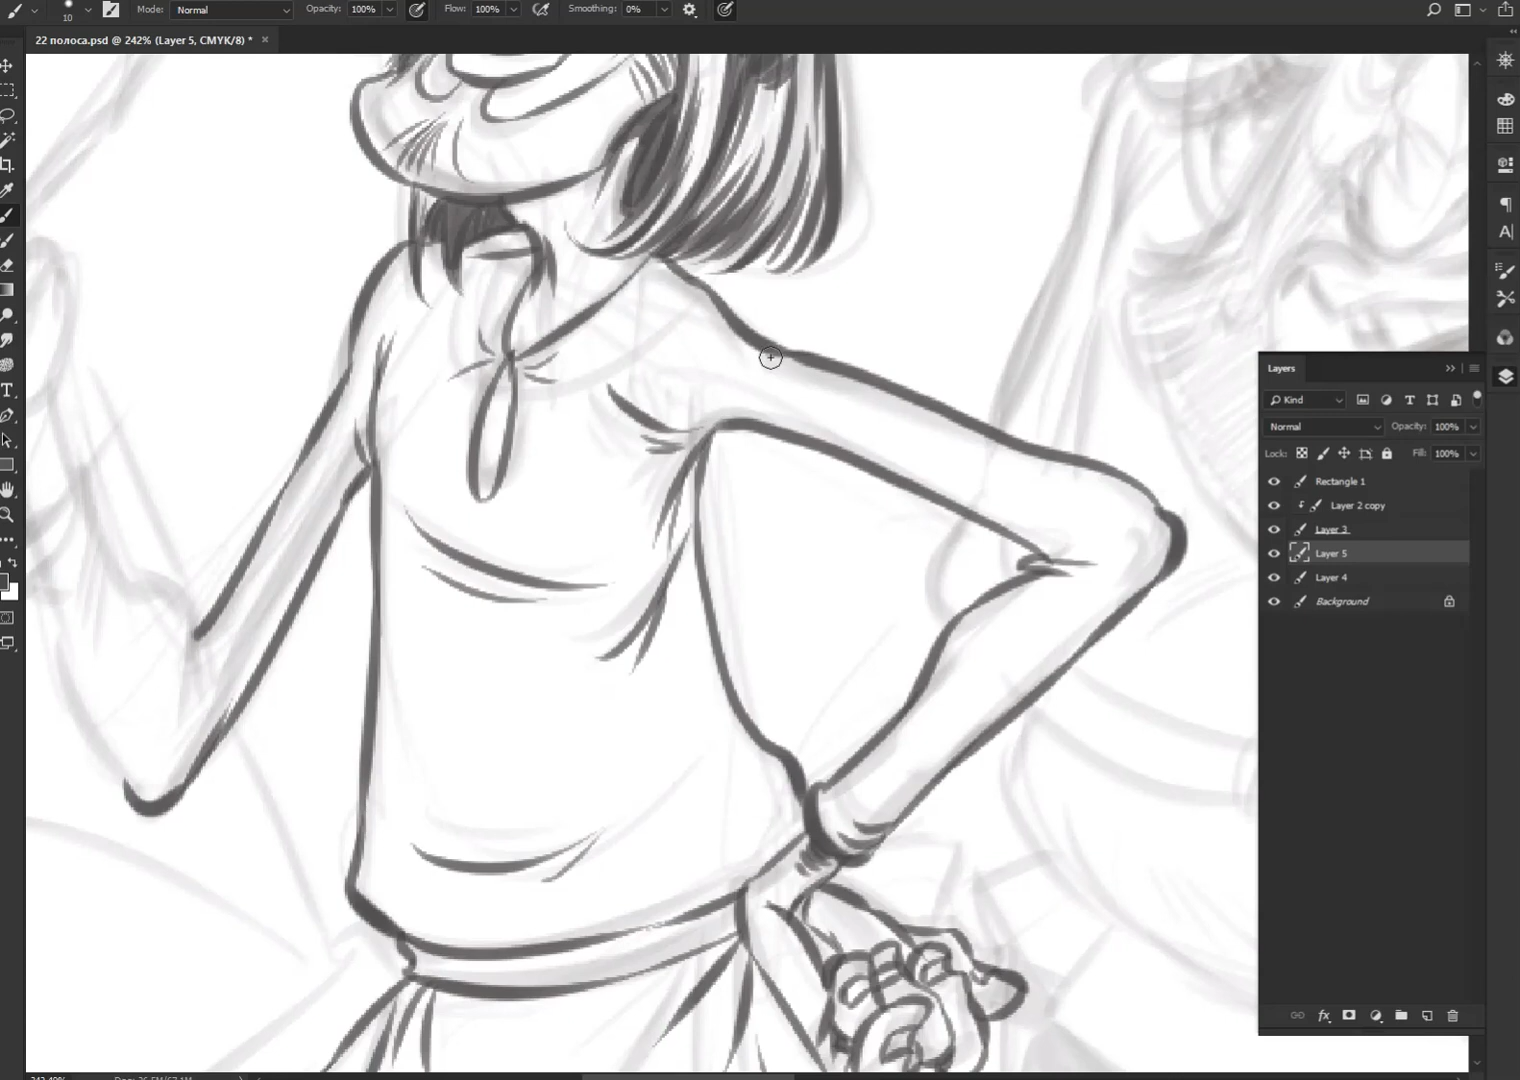 10 Mode: Normal Opacity: 100% Flow: 100% Smoothing: 0%
22 полоса.psd @ 242% (Layer 5, CMYK/8) * ×
Layers
Kind
Normal Opacity: 100%
Lock: Fill: 100%
Rectangle 1
Layer 2 copy
Layer 3
Layer 5
Layer 4
Background